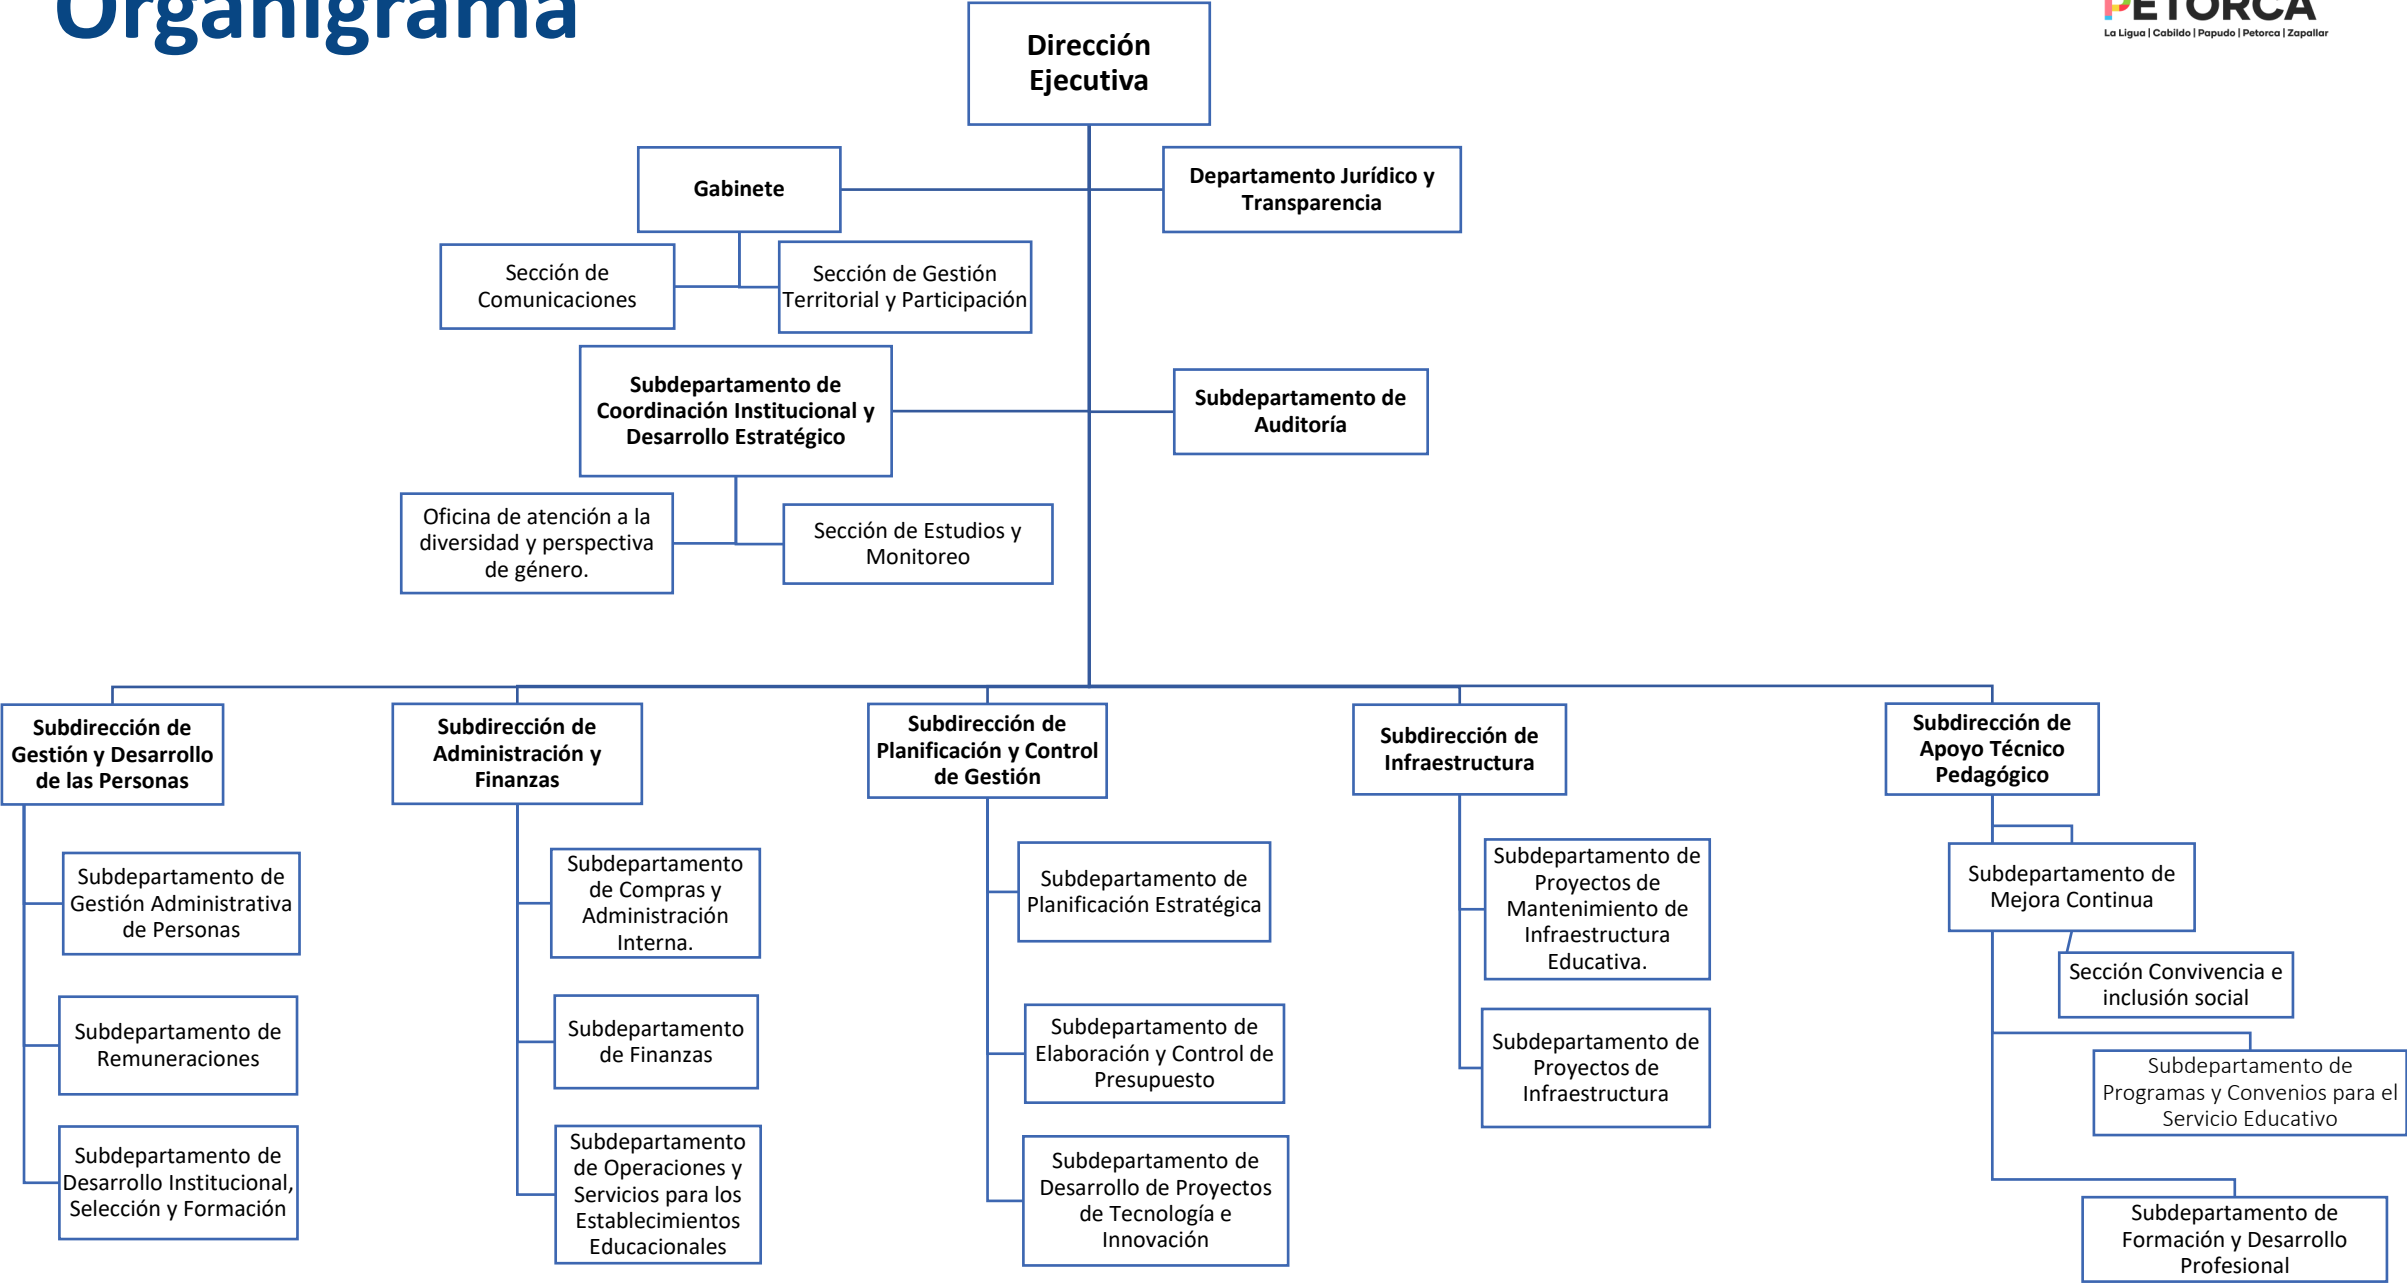 Organigrama
PETORCA
La Ligua | Cabildo | Papudo | Petorca | Zapallar
Dirección
Ejecutiva
Gabinete
Departamento Jurídico y
Transparencia
Sección de
Comunicaciones
Sección de Gestión
Territorial y Participación
Subdepartamento de
Coordinación Institucional y
Desarrollo Estratégico
Subdepartamento de
Auditoría
Oficina de atención a la
diversidad y perspectiva
de género.
Sección de Estudios y
Monitoreo
Subdirección de
Gestión y Desarrollo
de las Personas
Subdirección de
Administración y
Finanzas
Subdirección de
Planificación y Control
de Gestión
Subdirección de
Infraestructura
Subdirección de
Apoyo Técnico
Pedagógico
Subdepartamento de
Gestión Administrativa
de Personas
Subdepartamento de
Remuneraciones
Subdepartamento de
Desarrollo Institucional,
Selección y Formación
Subdepartamento
de Compras y
Administración
Interna.
Subdepartamento
de Finanzas
Subdepartamento
de Operaciones y
Servicios para los
Establecimientos
Educacionales
Subdepartamento de
Planificación Estratégica
Subdepartamento de
Elaboración y Control de
Presupuesto
Subdepartamento de
Desarrollo de Proyectos
de Tecnología e
Innovación
Subdepartamento de
Proyectos de
Mantenimiento de
Infraestructura
Educativa.
Subdepartamento de
Proyectos de
Infraestructura
Subdepartamento de
Mejora Continua
Sección Convivencia e
inclusión social
Subdepartamento de
Programas y Convenios para el
Servicio Educativo
Subdepartamento de
Formación y Desarrollo
Profesional